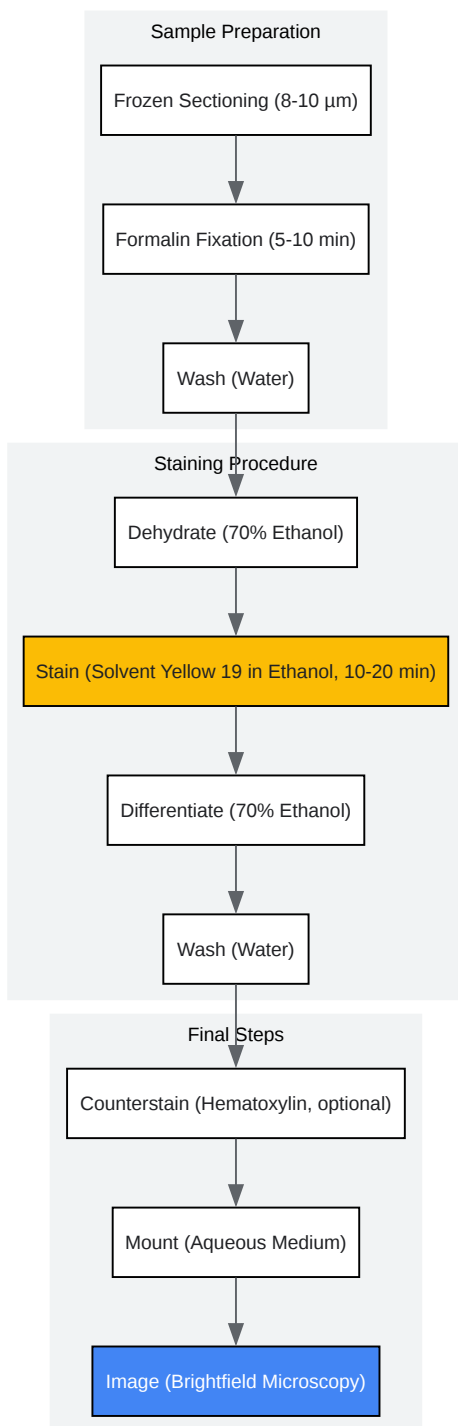 Sample Preparation
Frozen Sectioning (8-10 µm)
Formalin Fixation (5-10 min)
Wash (Water)
Staining Procedure
Dehydrate (70% Ethanol)
Stain (Solvent Yellow 19 in Ethanol, 10-20 min)
Differentiate (70% Ethanol)
Wash (Water)
Final Steps
Counterstain (Hematoxylin, optional)
Mount (Aqueous Medium)
Image (Brightfield Microscopy)